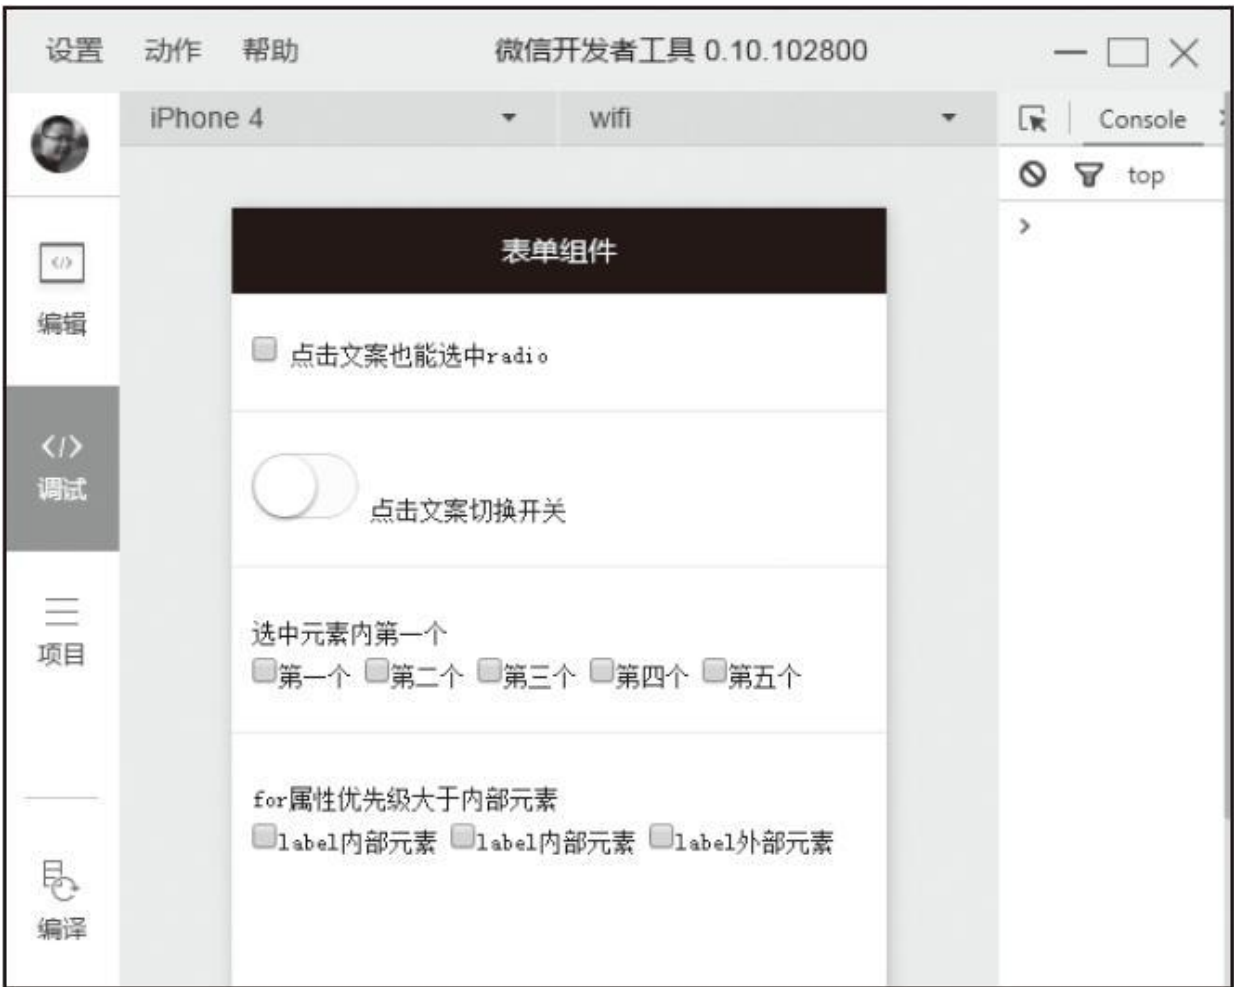 设置 动作 帮助 微信开发者工具 0.10.102800
iPhone 4 wifi
Console
top
编辑
调试
项目
编译
表单组件
点击文案也能选中radio
点击文案切换开关
选中元素内第一个
第一个 第二个 第三个 第四个 第五个
for属性优先级大于内部元素
label内部元素 label内部元素 label外部元素